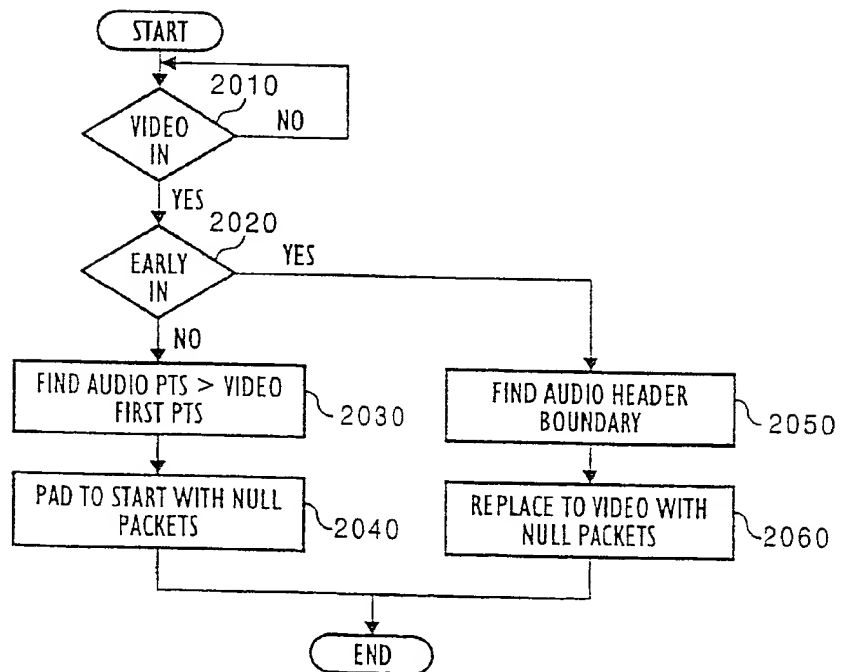 START
2010
VIDEO
IN
NO
YES
2020
EARLY
IN
YES
NO
FIND AUDIO PTS > VIDEO
FIRST PTS
2030
FIND AUDIO HEADER
BOUNDARY
2050
PAD TO START WITH NULL
PACKETS
2040
REPLACE TO VIDEO WITH
NULL PACKETS
2060
END